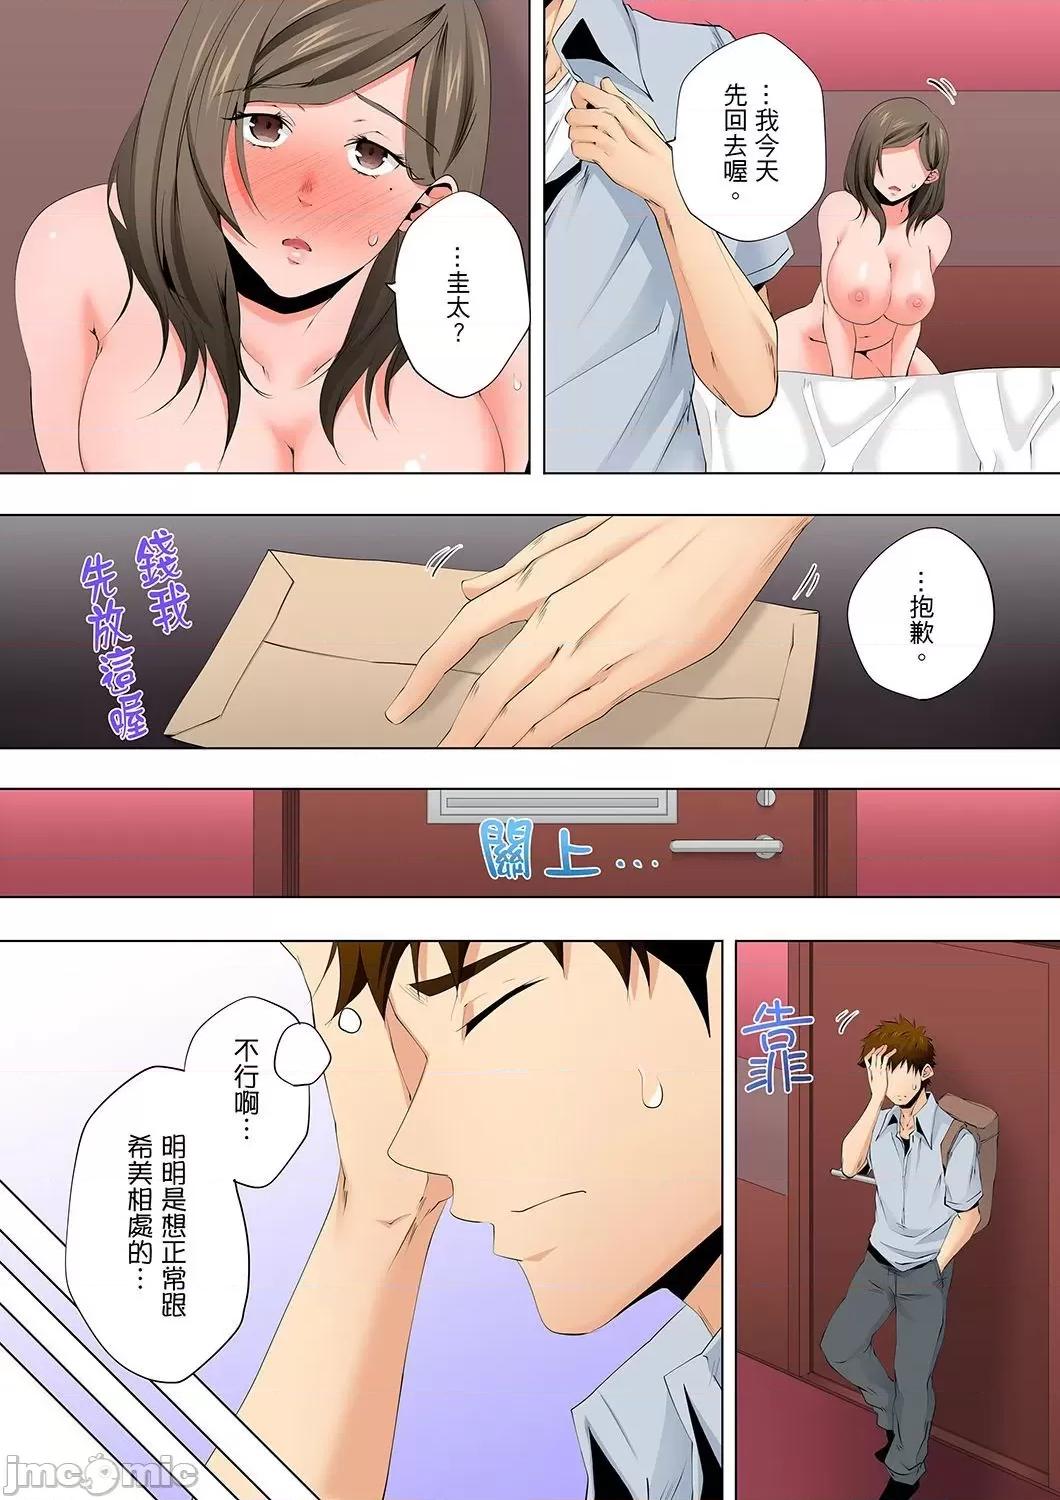 …我今天
先回去喔。
…圭太？
…抱歉。
錢我
先放這喔
關上…
靠
不行啊…
明明是想正常跟
希美相處的…
jmcomic